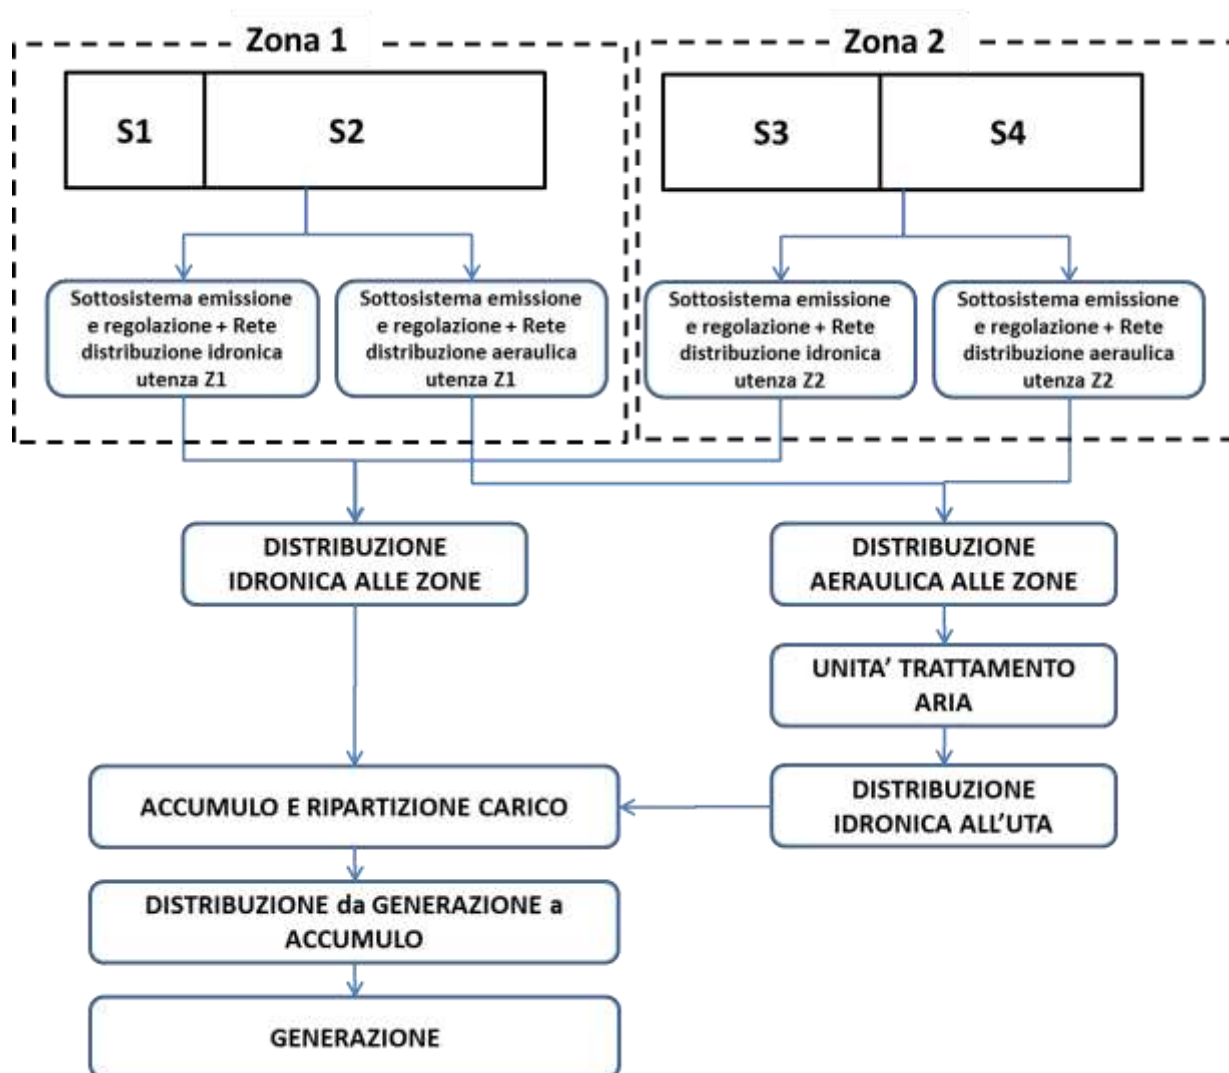 Zona 1
Zona 2
S1
S2
S3
S4
Sottosistema emissione
e regolazione + Rete
distribuzione idronica
utenza Z1
Sottosistema emissione
e regolazione + Rete
distribuzione aeraulica
utenza Z1
Sottosistema emissione
e regolazione + Rete
distribuzione idronica
utenza Z2
Sottosistema emissione
e regolazione + Rete
distribuzione aeraulica
utenza Z2
DISTRIBUZIONE
IDRONICA ALLE ZONE
DISTRIBUZIONE
AERAULICA ALLE ZONE
UNITA’ TRATTAMENTO
ARIA
ACCUMULO E RIPARTIZIONE CARICO
DISTRIBUZIONE
IDRONICA ALL’UTA
DISTRIBUZIONE da GENERAZIONE a
ACCUMULO
GENERAZIONE